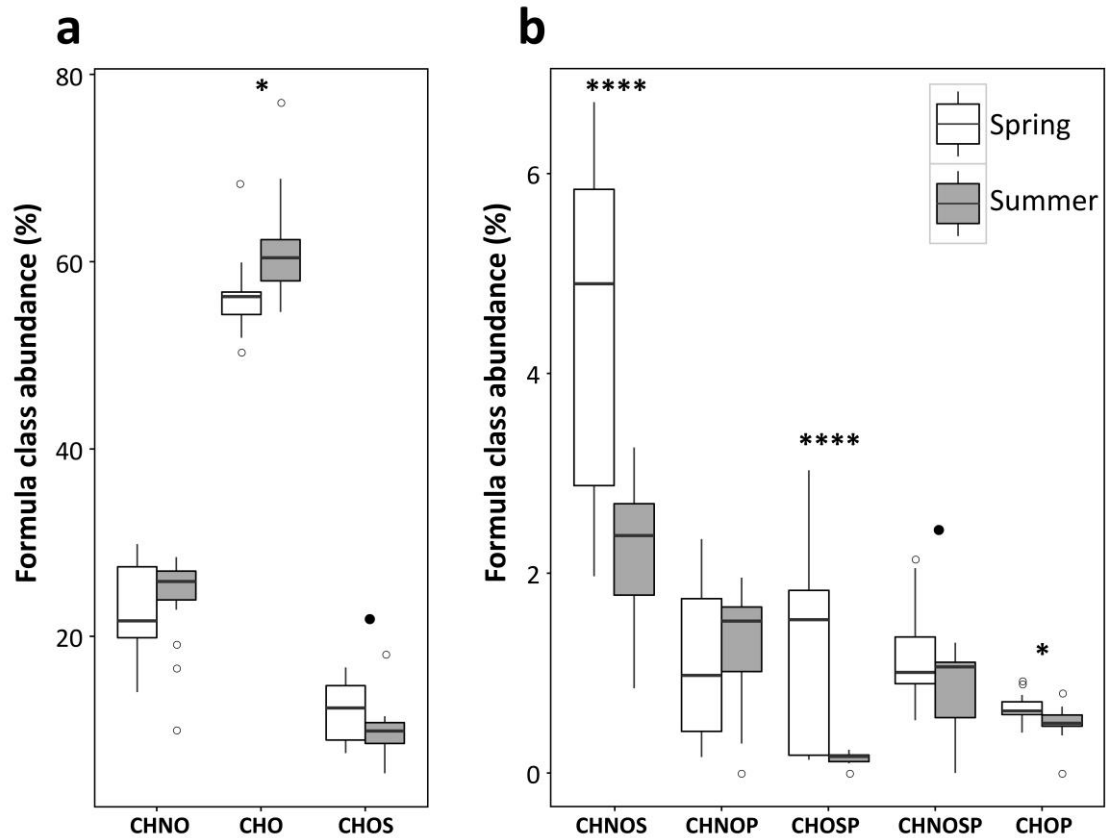 a
b
Formula class abundance (%)
80
60
40
20
*
CHNO CHO CHOS
Formula class abundance (%)
6
4
2
0
****
****
*
Spring
Summer
CHNOS CHNOP CHOSP CHNOSP CHOP